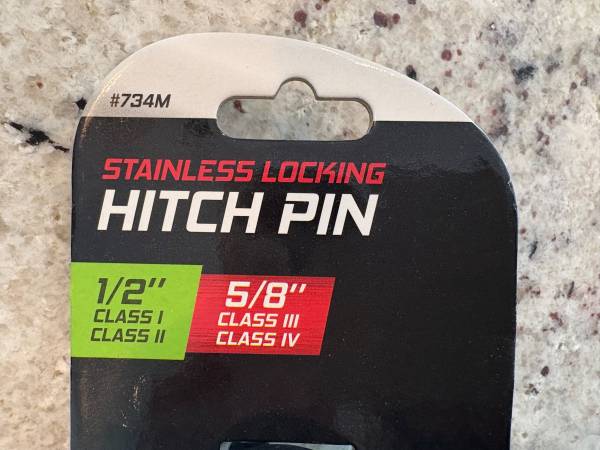 #734M
STAINLESS LOCKING
HITCH PIN
1/2"
CLASS I
CLASS II
5/8"
CLASS III
CLASS IV